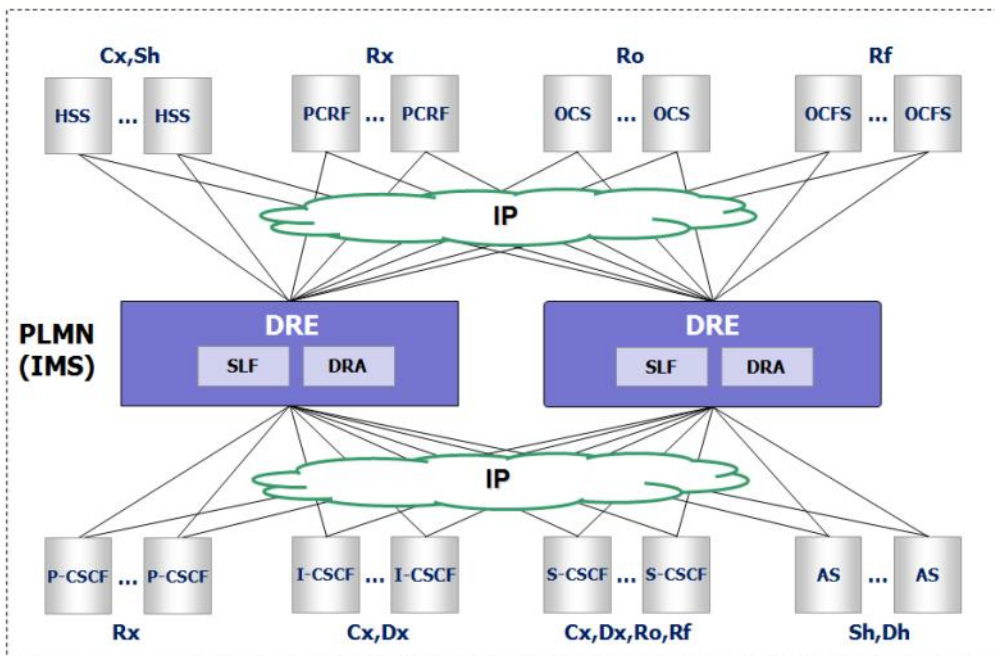 Cx,Sh Rx Ro Rf
HSS ... HSS PCRF ... PCRF OCS ... OCS OCFS ... OCFS
IP
PLMN
(IMS)
DRE DRE
SLF DRA SLF DRA
IP
P-CSCF ... P-CSCF I-CSCF ... I-CSCF S-CSCF ... S-CSCF AS ... AS
Rx Cx,Dx Cx,Dx,Ro,Rf Sh,Dh